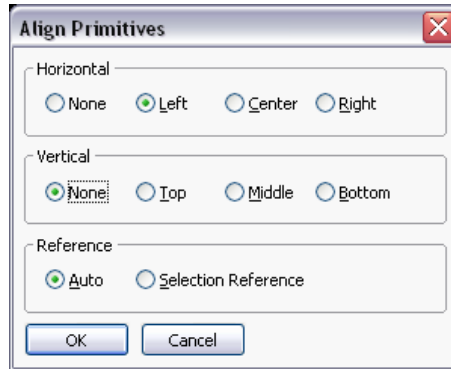 Align Primitives
Horizontal
None Left Center Right
Vertical
None Top Middle Bottom
Reference
Auto Selection Reference
OK Cancel